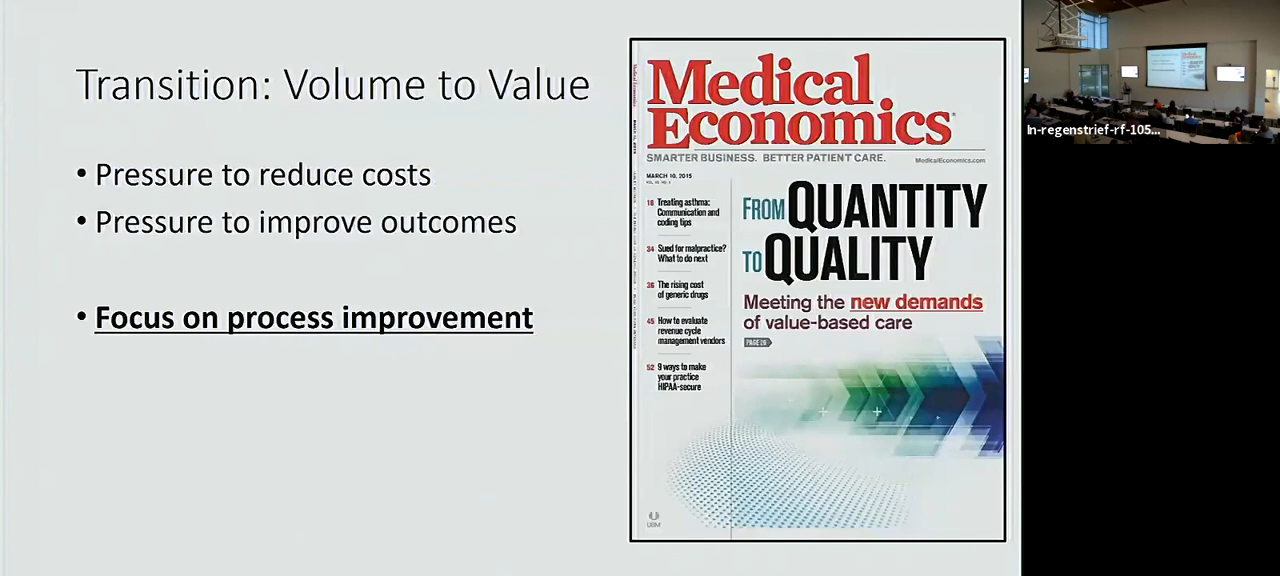 Transition: Volume to Value
• Pressure to reduce costs
• Pressure to improve outcomes
• Focus on process improvement
Medical
Economics
SMARTER BUSINESS. BETTER PATIENT CARE.
MedicalEconomics.com
MARCH 10, 2015
18 Treating asthma:
Communication and
coding tips
34 Sued for malpractice?
What to do next
36 The rising cost
of generic drugs
45 How to evaluate
revenue cycle
management vendors
52 9 ways to make
your practice
HIPAA-secure
FROM QUANTITY
TO QUALITY
Meeting the new demands
of value-based care
PAGE 26
UBM
In-regenstrief-rf-105...